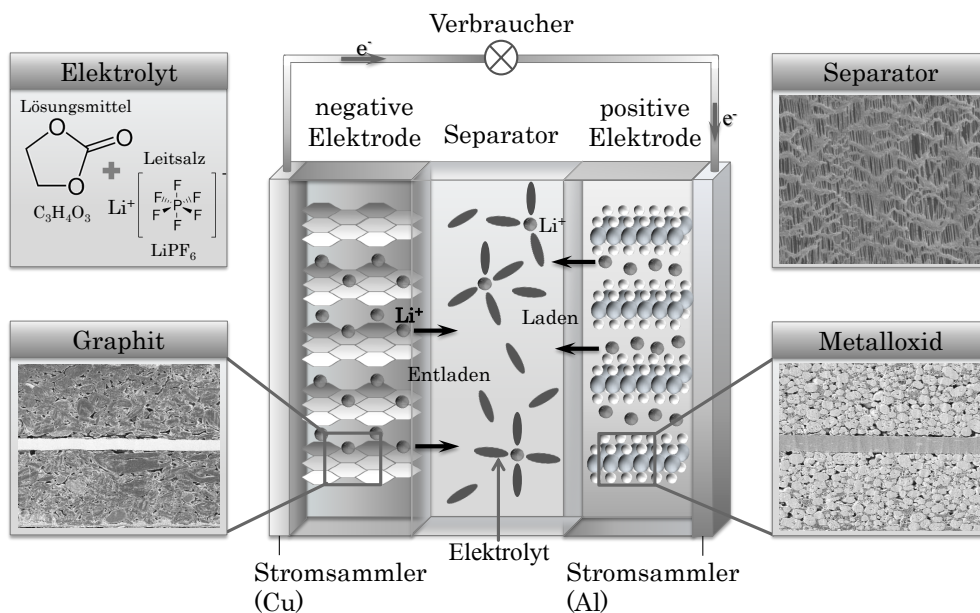 Verbraucher
e-
e-
Elektrolyt
Lösungsmittel
O
O
O
C3H4O3
+
Leitsalz
Li+
-
F
F
F
P
F
F
F
LiPF6
negative
Elektrode
Separator
positive
Elektrode
Separator
Li+
Li+
Laden
Entladen
Graphit
Metalloxid
Elektrolyt
Stromsammler
(Cu)
Stromsammler
(Al)